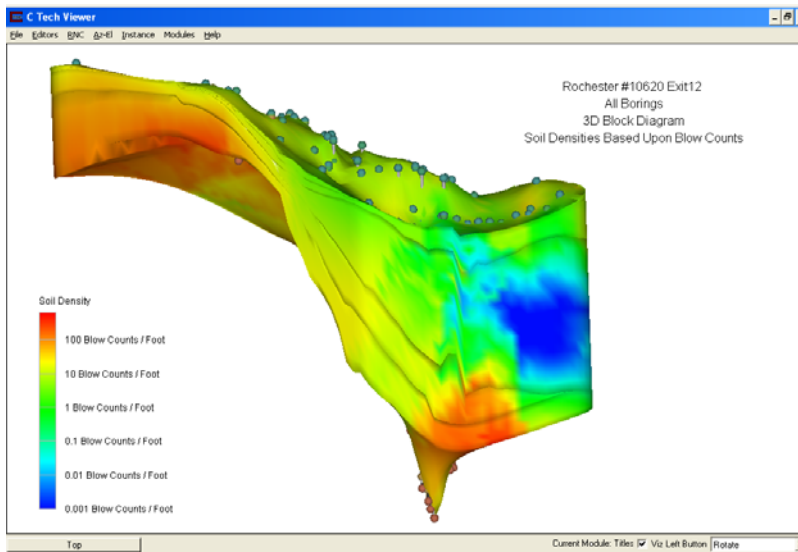 C Tech Viewer
File Editors RNC Az-El Instance Modules Help
Rochester #10620 Exit12
All Borings
3D Block Diagram
Soil Densities Based Upon Blow Counts
Soil Density
100 Blow Counts / Foot
10 Blow Counts / Foot
1 Blow Counts / Foot
0.1 Blow Counts / Foot
0.01 Blow Counts / Foot
0.001 Blow Counts / Foot
Top Current Module: Titles Viz Left Button Rotate